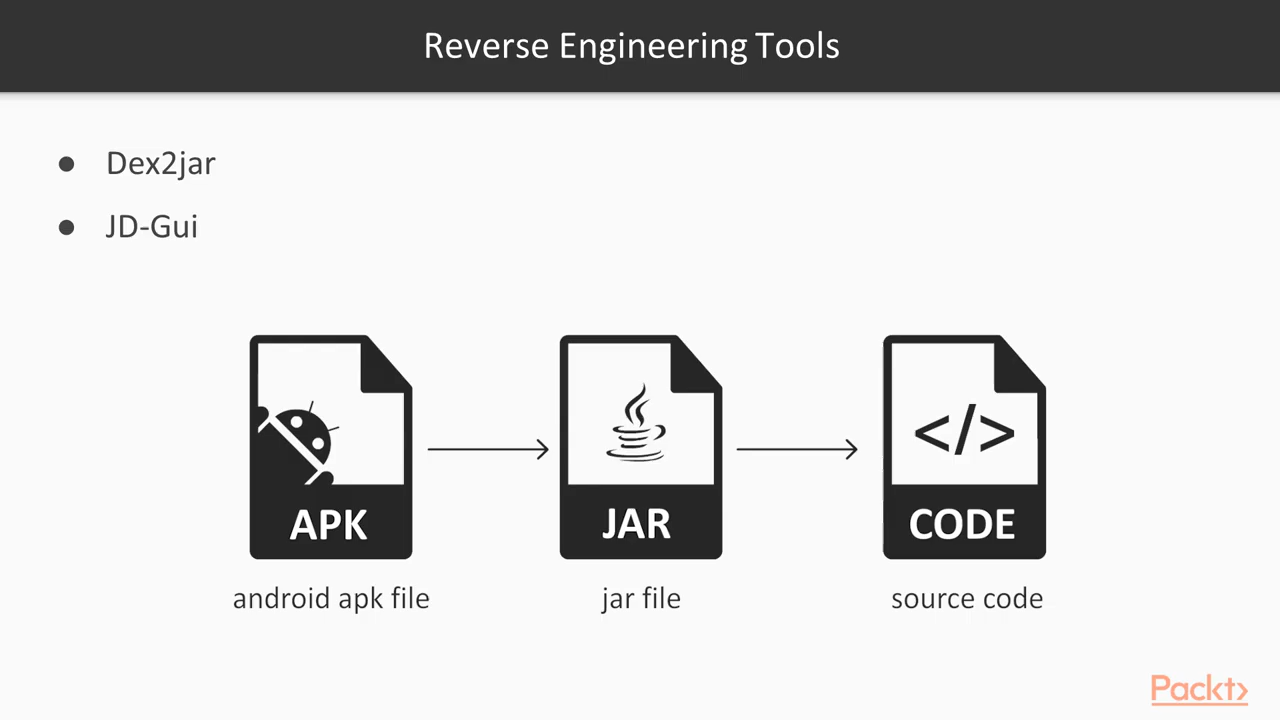 Reverse Engineering Tools
● Dex2jar
● JD-Gui
</>
APK
JAR
CODE
android apk file
jar file
source code
Packt>